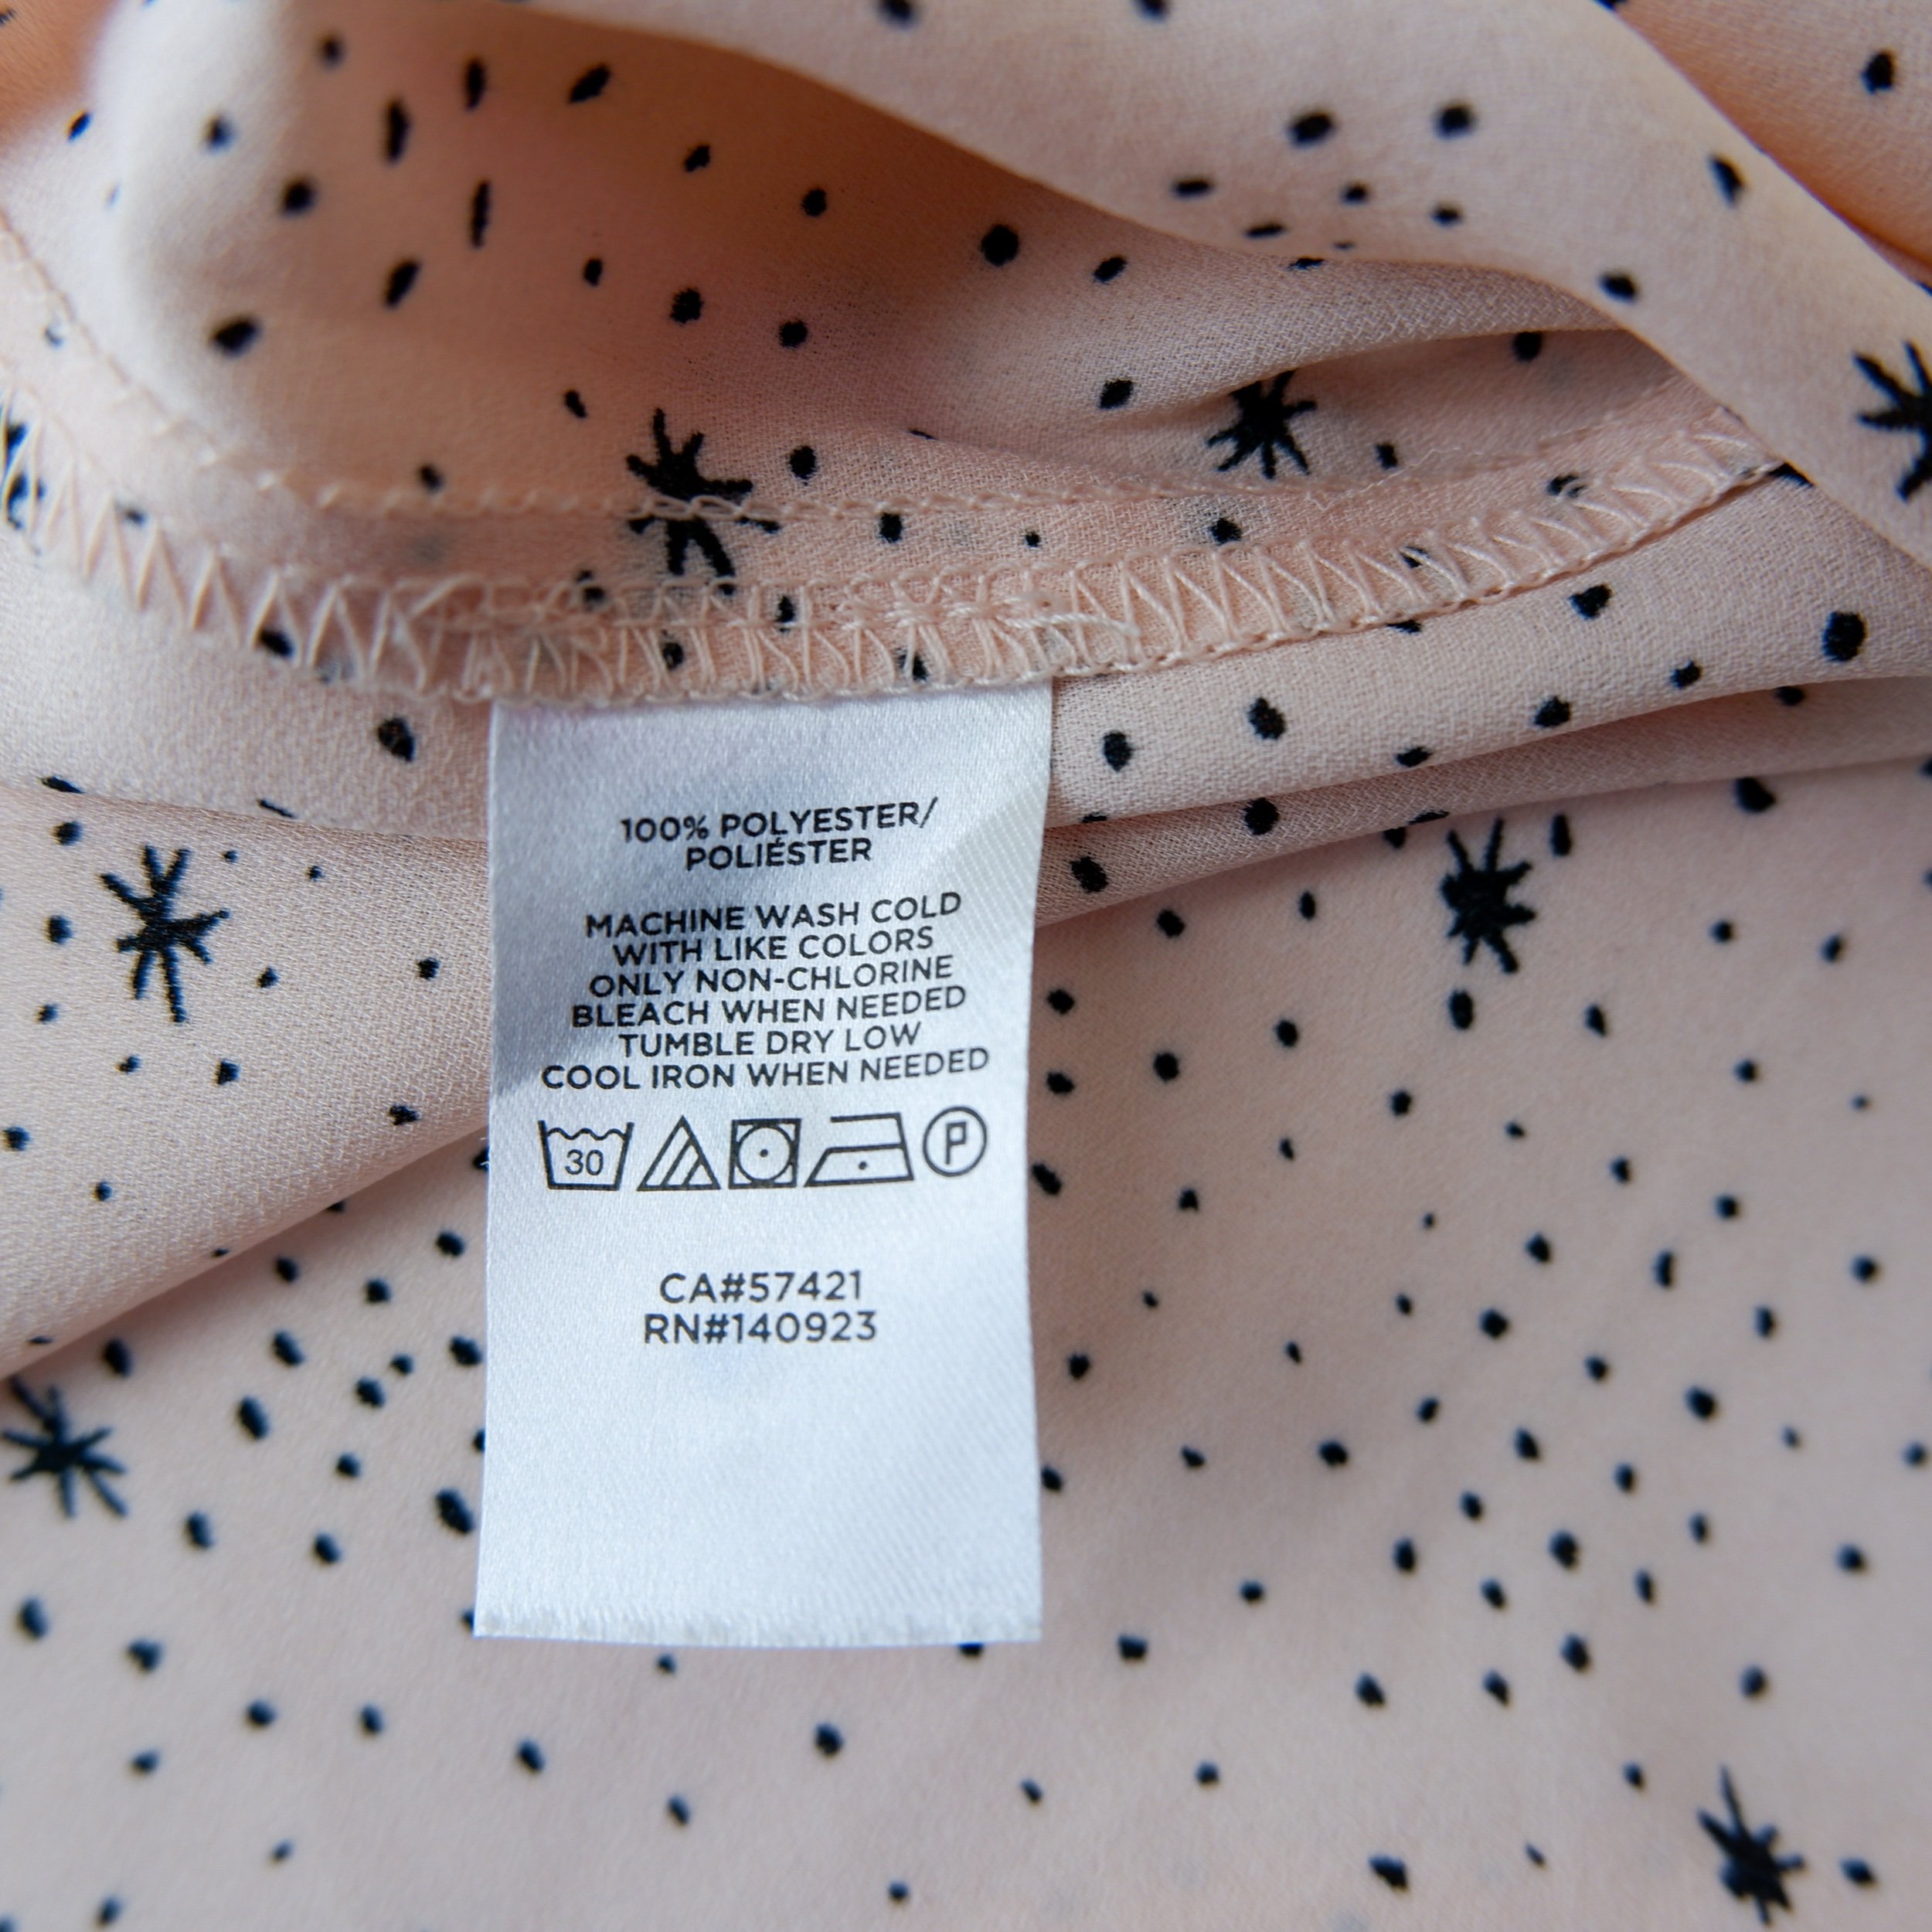 100% POLYESTER/
POLIÉSTER
MACHINE WASH COLD
WITH LIKE COLORS
ONLY NON-CHLORINE
BLEACH WHEN NEEDED
TUMBLE DRY LOW
COOL IRON WHEN NEEDED
30 P
CA#57421
RN#140923